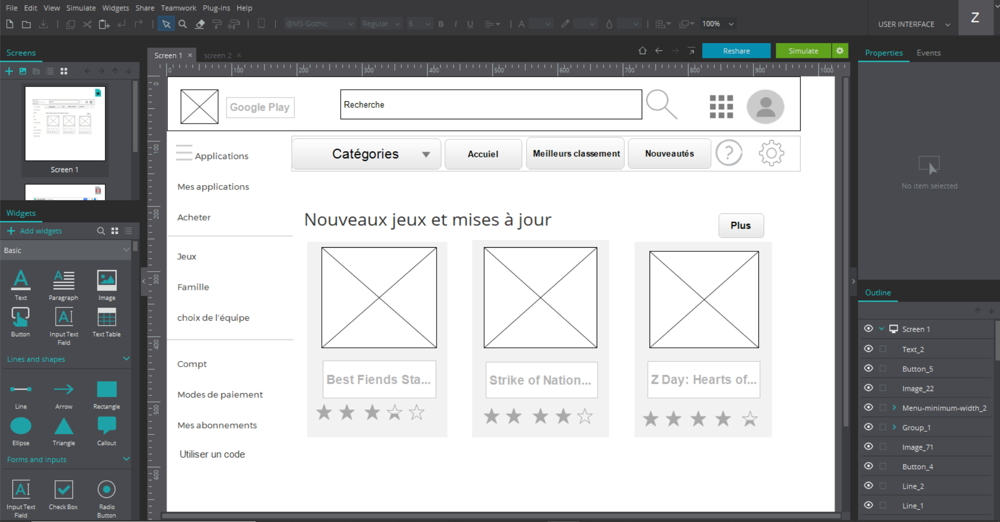 File Edit View Simulate Widgets Share Teamwork Plug-ins Help
@MS Gothic Regular 6 B I U A 100%
USER INTERFACE
Z
Screens
Screen 1
Widgets
Add widgets
Basic
Text Paragraph Image
Button Input Text Field Text Table
Lines and shapes
Line Arrow Rectangle
Ellipse Triangle Callout
Forms and inputs
Input Text Field Check Box Radio Button
Screen 1 × screen 2 ×
Reshare Simulate
0 100 200 300 400 500 600 700 800 900 1000
0
100
200
300
400
500
600
Google Play
Recherche
Applications
Catégories
Accuiel
Meilleurs classement
Nouveautés
?
Mes applications
Acheter
Jeux
Famille
choix de l'équipe
Compt
Modes de paiement
Mes abonnements
Utiliser un code
Nouveaux jeux et mises à jour
Plus
Best Fiends Sta...
Strike of Nation...
Z Day: Hearts of...
Properties Events
No item selected
Outline
Screen 1
Text_2
Button_5
Image_22
Menu-minimum-width_2
Group_1
Image_71
Button_4
Line_2
Line_1